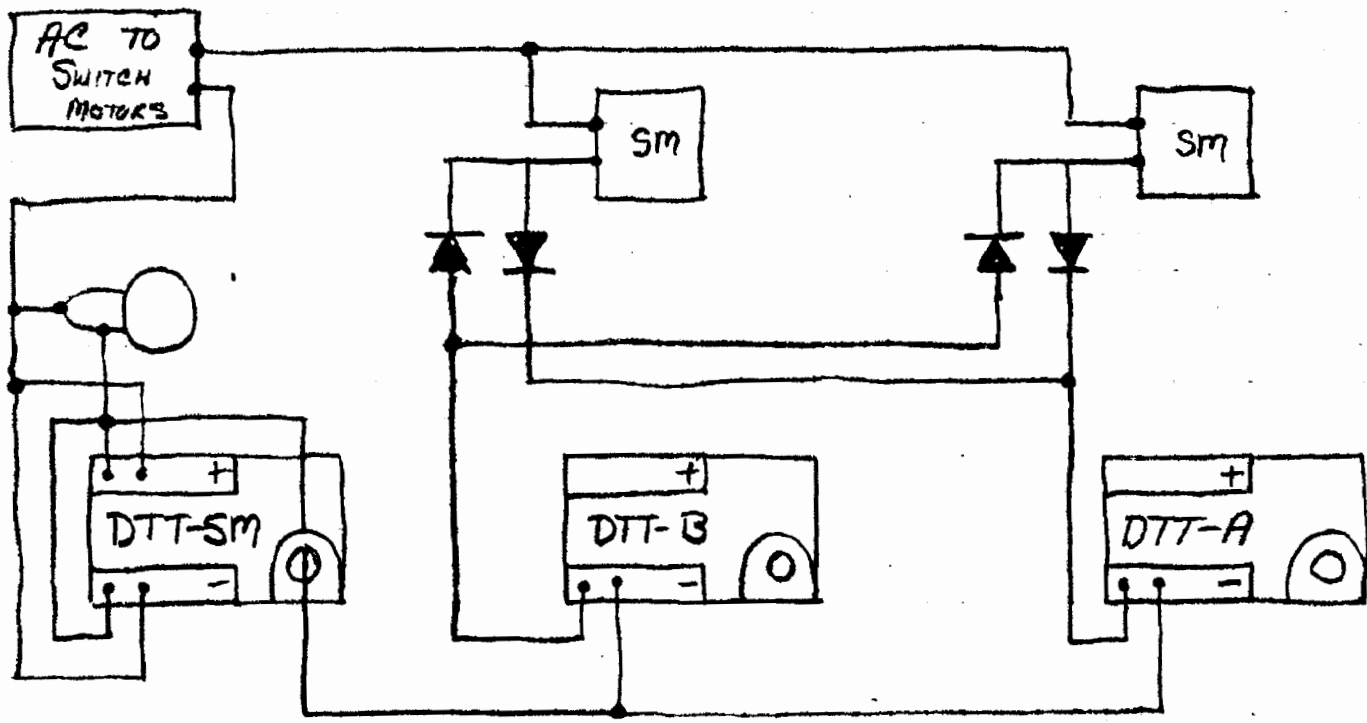 AC TO
SWITCH
MOTORS
SM
SM
+
DTT-SM
-
+
DTT-B
-
+
DTT-A
-